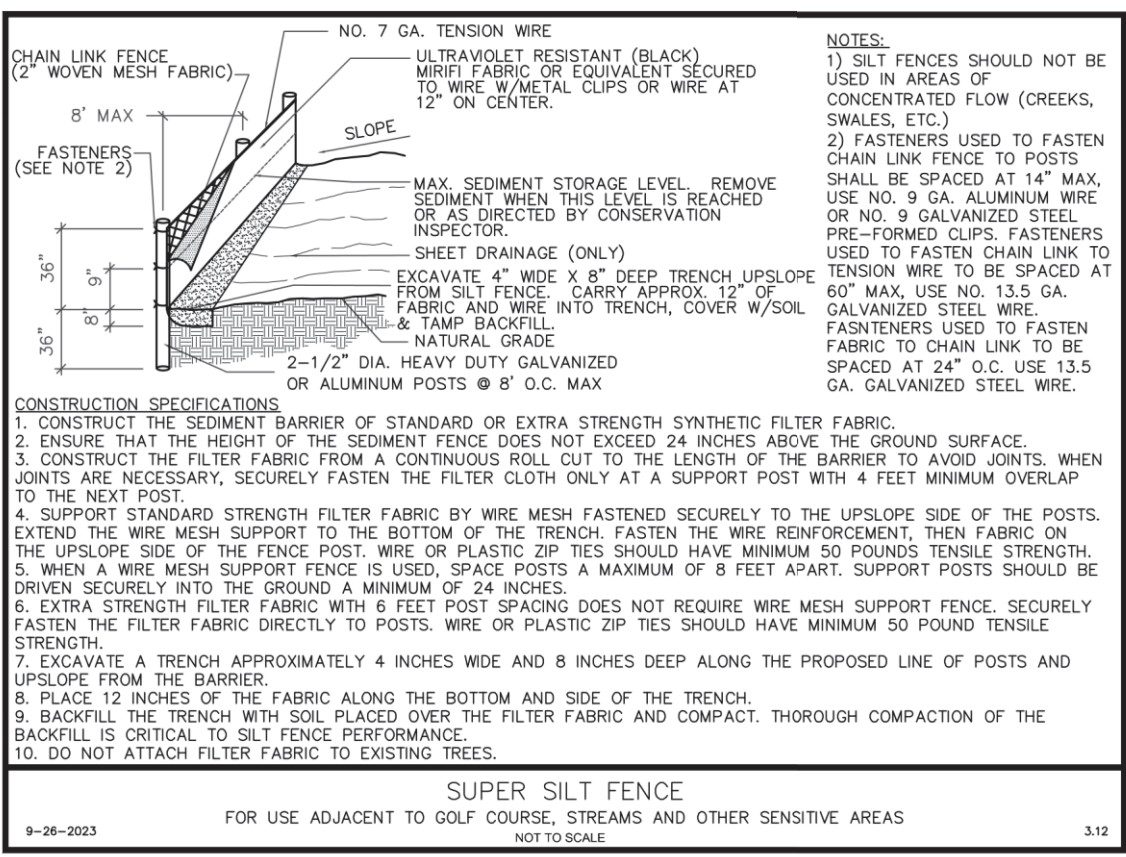 NO. 7 GA. TENSION WIRE
CHAIN LINK FENCE
(2" WOVEN MESH FABRIC)
ULTRAVIOLET RESISTANT (BLACK)
MIRIFI FABRIC OR EQUIVALENT SECURED
TO WIRE W/METAL CLIPS OR WIRE AT
12" ON CENTER.
8' MAX
SLOPE
FASTENERS
(SEE NOTE 2)
MAX. SEDIMENT STORAGE LEVEL. REMOVE
SEDIMENT WHEN THIS LEVEL IS REACHED
OR AS DIRECTED BY CONSERVATION
INSPECTOR.
SHEET DRAINAGE (ONLY)
36"
9"
8"
36"
EXCAVATE 4" WIDE X 8" DEEP TRENCH UPSLOPE
FROM SILT FENCE. CARRY APPROX. 12" OF
FABRIC AND WIRE INTO TRENCH, COVER W/SOIL
& TAMP BACKFILL.
NATURAL GRADE
2-1/2" DIA. HEAVY DUTY GALVANIZED
OR ALUMINUM POSTS @ 8' O.C. MAX
NOTES:
1) SILT FENCES SHOULD NOT BE
USED IN AREAS OF
CONCENTRATED FLOW (CREEKS,
SWALES, ETC.)
2) FASTENERS USED TO FASTEN
CHAIN LINK FENCE TO POSTS
SHALL BE SPACED AT 14" MAX,
USE NO. 9 GA. ALUMINUM WIRE
OR NO. 9 GALVANIZED STEEL
PRE-FORMED CLIPS. FASTENERS
USED TO FASTEN CHAIN LINK TO
TENSION WIRE TO BE SPACED AT
60" MAX, USE NO. 13.5 GA.
GALVANIZED STEEL WIRE.
FASNTENERS USED TO FASTEN
FABRIC TO CHAIN LINK TO BE
SPACED AT 24" O.C. USE 13.5
GA. GALVANIZED STEEL WIRE.
CONSTRUCTION SPECIFICATIONS
1. CONSTRUCT THE SEDIMENT BARRIER OF STANDARD OR EXTRA STRENGTH SYNTHETIC FILTER FABRIC.
2. ENSURE THAT THE HEIGHT OF THE SEDIMENT FENCE DOES NOT EXCEED 24 INCHES ABOVE THE GROUND SURFACE.
3. CONSTRUCT THE FILTER FABRIC FROM A CONTINUOUS ROLL CUT TO THE LENGTH OF THE BARRIER TO AVOID JOINTS. WHEN
JOINTS ARE NECESSARY, SECURELY FASTEN THE FILTER CLOTH ONLY AT A SUPPORT POST WITH 4 FEET MINIMUM OVERLAP
TO THE NEXT POST.
4. SUPPORT STANDARD STRENGTH FILTER FABRIC BY WIRE MESH FASTENED SECURELY TO THE UPSLOPE SIDE OF THE POSTS.
EXTEND THE WIRE MESH SUPPORT TO THE BOTTOM OF THE TRENCH. FASTEN THE WIRE REINFORCEMENT, THEN FABRIC ON
THE UPSLOPE SIDE OF THE FENCE POST. WIRE OR PLASTIC ZIP TIES SHOULD HAVE MINIMUM 50 POUNDS TENSILE STRENGTH.
5. WHEN A WIRE MESH SUPPORT FENCE IS USED, SPACE POSTS A MAXIMUM OF 8 FEET APART. SUPPORT POSTS SHOULD BE
DRIVEN SECURELY INTO THE GROUND A MINIMUM OF 24 INCHES.
6. EXTRA STRENGTH FILTER FABRIC WITH 6 FEET POST SPACING DOES NOT REQUIRE WIRE MESH SUPPORT FENCE. SECURELY
FASTEN THE FILTER FABRIC DIRECTLY TO POSTS. WIRE OR PLASTIC ZIP TIES SHOULD HAVE MINIMUM 50 POUND TENSILE
STRENGTH.
7. EXCAVATE A TRENCH APPROXIMATELY 4 INCHES WIDE AND 8 INCHES DEEP ALONG THE PROPOSED LINE OF POSTS AND
UPSLOPE FROM THE BARRIER.
8. PLACE 12 INCHES OF THE FABRIC ALONG THE BOTTOM AND SIDE OF THE TRENCH.
9. BACKFILL THE TRENCH WITH SOIL PLACED OVER THE FILTER FABRIC AND COMPACT. THOROUGH COMPACTION OF THE
BACKFILL IS CRITICAL TO SILT FENCE PERFORMANCE.
10. DO NOT ATTACH FILTER FABRIC TO EXISTING TREES.
SUPER SILT FENCE
FOR USE ADJACENT TO GOLF COURSE, STREAMS AND OTHER SENSITIVE AREAS
NOT TO SCALE
9-26-2023
3.12